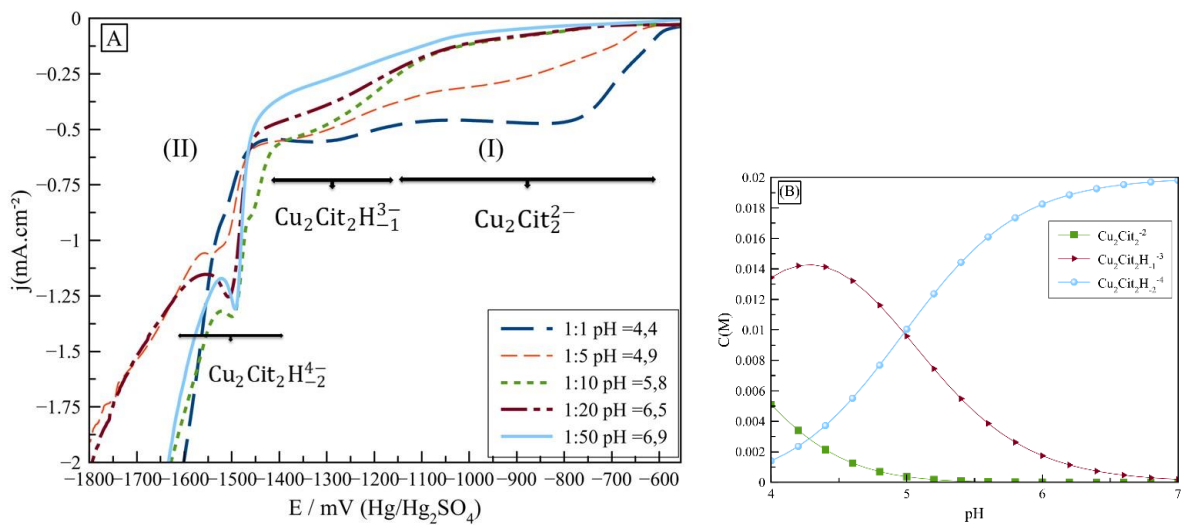 A
0
−0.25
−0.5
−0.75
−1
−1.25
−1.5
−1.75
−2
j(mA.cm⁻²)
(II)
(I)
Cu₂Cit₂H₋₁³⁻
Cu₂Cit₂²⁻
Cu₂Cit₂H₋₂⁴⁻
1:1 pH =4,4
1:5 pH =4,9
1:10 pH =5,8
1:20 pH =6,5
1:50 pH =6,9
−1800 −1700 −1600 −1500 −1400 −1300 −1200 −1100 −1000 −900 −800 −700 −600
E / mV (Hg/Hg₂SO₄)
(B)
0.02
0.018
0.016
0.014
0.012
0.01
0.008
0.006
0.004
0.002
0
C(M)
Cu₂Cit₂⁻²
Cu₂Cit₂H₋₁⁻³
Cu₂Cit₂H₋₂⁻⁴
4 5 6 7
pH